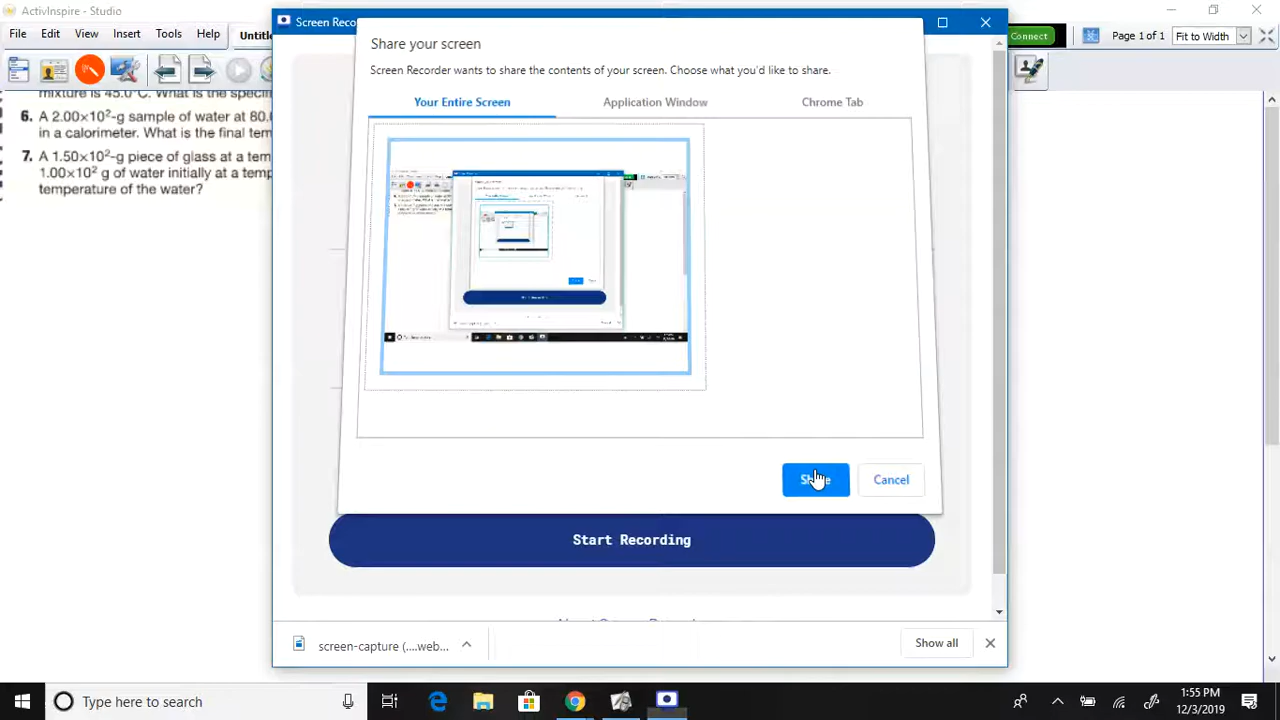 ActivInspire - Studio
Screen Reco
File Edit View Insert Tools Help Untitle
Connect
Page 1 of 1
Fit to Width
Share your screen
Screen Recorder wants to share the contents of your screen. Choose what you'd like to share.
Your Entire Screen
Application Window
Chrome Tab
mixture is 45.0°C. What is the specifi
6. A 2.00×10²-g sample of water at 80.0
in a calorimeter. What is the final tem
7. A 1.50×10²-g piece of glass at a tem
1.00×10² g of water initially at a temp
temperature of the water?
Share
Cancel
Start Recording
screen-capture (....web...
Show all
Type here to search
1:55 PM
12/3/2019